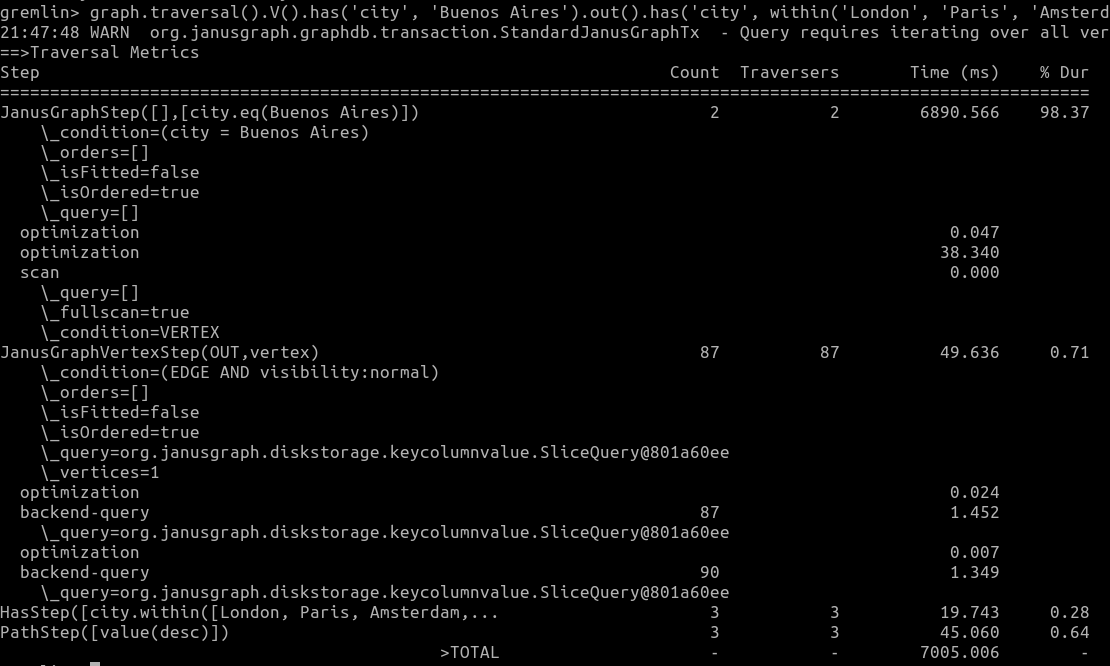 gremlin> graph.traversal().V().has('city', 'Buenos Aires').out().has('city', within('London', 'Paris', 'Amsterd
21:47:48 WARN  org.janusgraph.graphdb.transaction.StandardJanusGraphTx  - Query requires iterating over all ver
==>Traversal Metrics
Step                                                               Count  Traversers       Time (ms)    % Dur
=============================================================================================================
JanusGraphStep([],[city.eq(Buenos Aires)])                             2           2        6890.566    98.37
    \_condition=(city = Buenos Aires)
    \_orders=[]
    \_isFitted=false
    \_isOrdered=true
    \_query=[]
  optimization                                                                                 0.047
  optimization                                                                                38.340
  scan                                                                                         0.000
    \_query=[]
    \_fullscan=true
    \_condition=VERTEX
JanusGraphVertexStep(OUT,vertex)                                      87          87          49.636     0.71
    \_condition=(EDGE AND visibility:normal)
    \_orders=[]
    \_isFitted=false
    \_isOrdered=true
    \_query=org.janusgraph.diskstorage.keycolumnvalue.SliceQuery@801a60ee
    \_vertices=1
  optimization                                                                                 0.024
  backend-query                                                       87                       1.452
    \_query=org.janusgraph.diskstorage.keycolumnvalue.SliceQuery@801a60ee
  optimization                                                                                 0.007
  backend-query                                                       90                       1.349
    \_query=org.janusgraph.diskstorage.keycolumnvalue.SliceQuery@801a60ee
HasStep([city.within([London, Paris, Amsterdam,...                     3           3          19.743     0.28
PathStep([value(desc)])                                                3           3          45.060     0.64
                                            >TOTAL                     -           -        7005.006        -